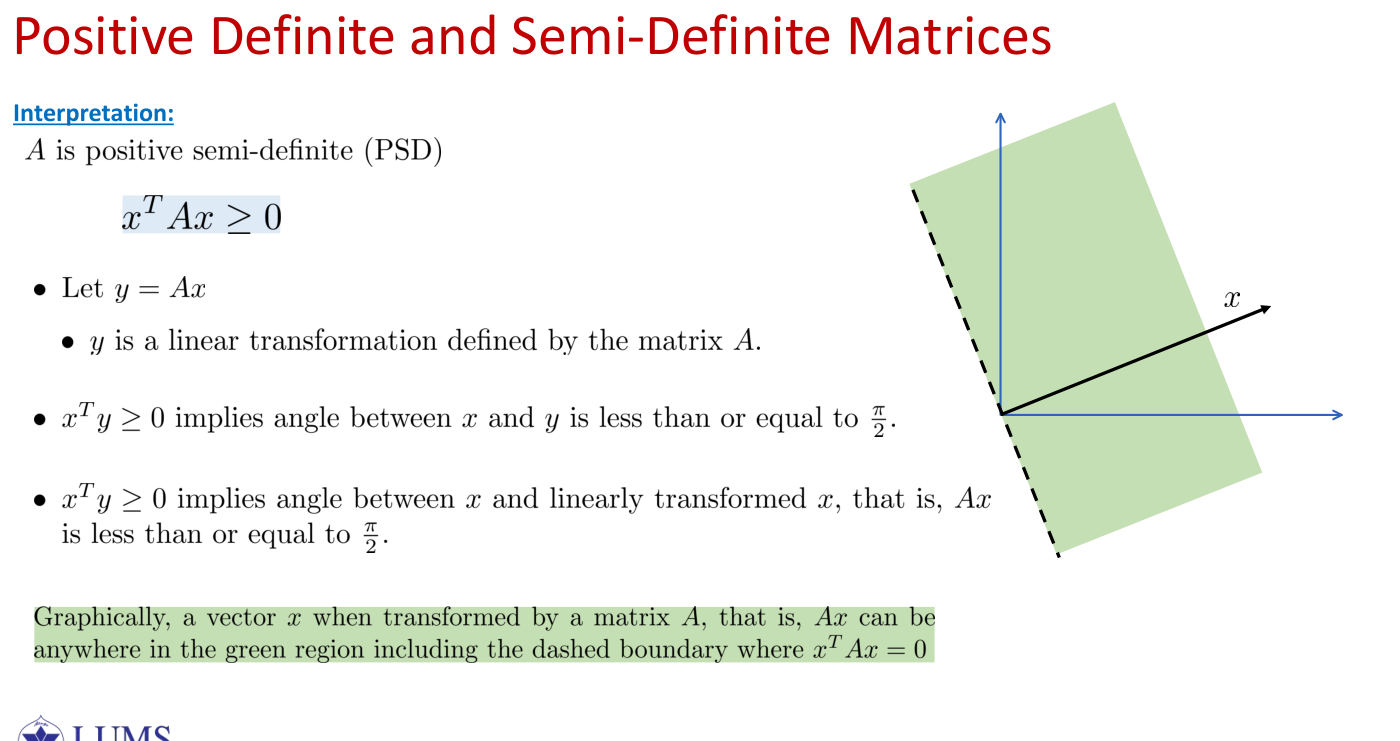 Positive Definite and Semi-Definite Matrices
Interpretation:
A is positive semi-definite (PSD)
x^T Ax ≥ 0
• Let y = Ax
• y is a linear transformation defined by the matrix A.
• x^T y ≥ 0 implies angle between x and y is less than or equal to π/2.
• x^T y ≥ 0 implies angle between x and linearly transformed x, that is, Ax
is less than or equal to π/2.
Graphically, a vector x when transformed by a matrix A, that is, Ax can be
anywhere in the green region including the dashed boundary where x^T Ax = 0
x
LUMS